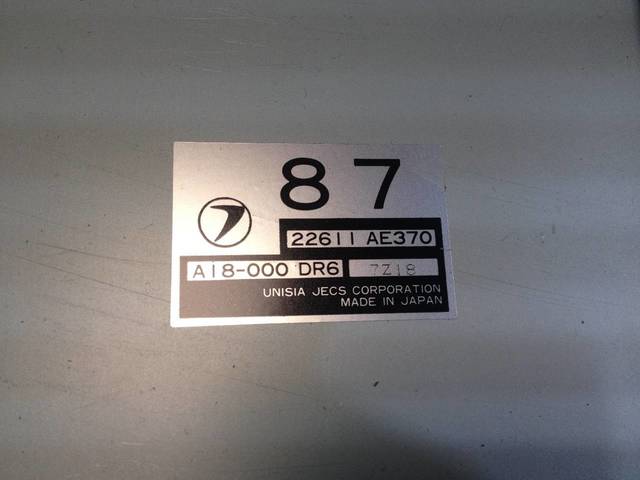 87
22611 AE370
A18-000 DR6 7Z18
UNISIA JECS CORPORATION
MADE IN JAPAN